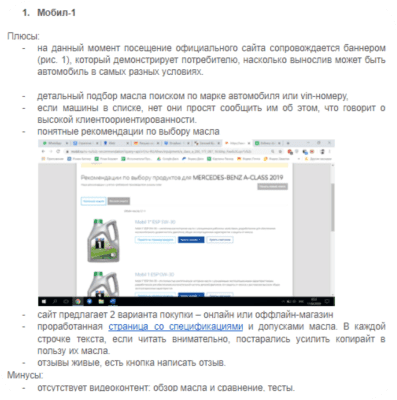 1. Мобил-1
Плюсы:
- на данный момент посещение официального сайта сопровождается баннером
(рис. 1), который демонстрирует потребителю, насколько вынослив может быть
автомобиль в самых разных условиях.
- детальный подбор масла поиском по марке автомобиля или vin-номеру,
- если машины в списке, нет они просят сообщить им об этом, что говорит о
высокой клиентоориентированности.
- понятные рекомендации по выбору масла
Рекомендации по выбору продуктов для MERCEDES-BENZ A-CLASS 2019
- сайт предлагает 2 варианта покупки – онлайн или оффлайн-магазин
- проработанная страница со спецификациями и допусками масла. В каждой
строчке текста, если читать внимательно, постарались усилить копирайт в
пользу их масла.
- отзывы живые, есть кнопка написать отзыв.
Минусы:
- отсутствует видеоконтент: обзор масла и сравнение, тесты.